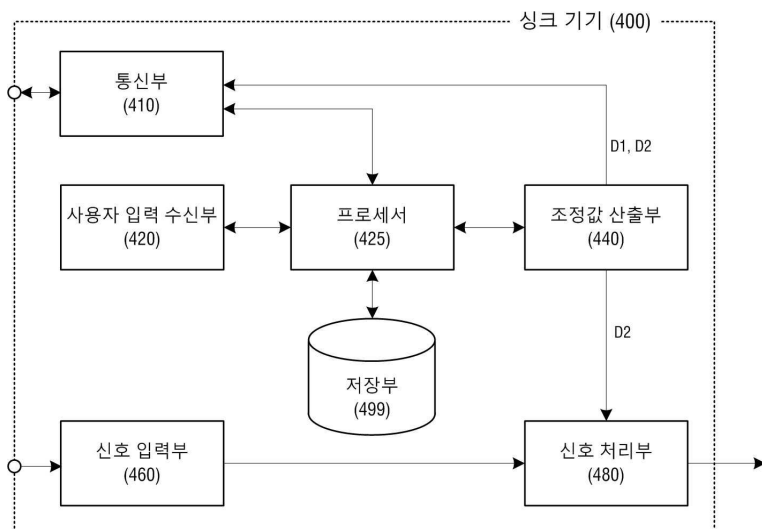 싱크 기기 (400)
통신부
(410)
D1, D2
사용자 입력 수신부
(420)
프로세서
(425)
조정값 산출부
(440)
D2
저장부
(499)
신호 입력부
(460)
신호 처리부
(480)